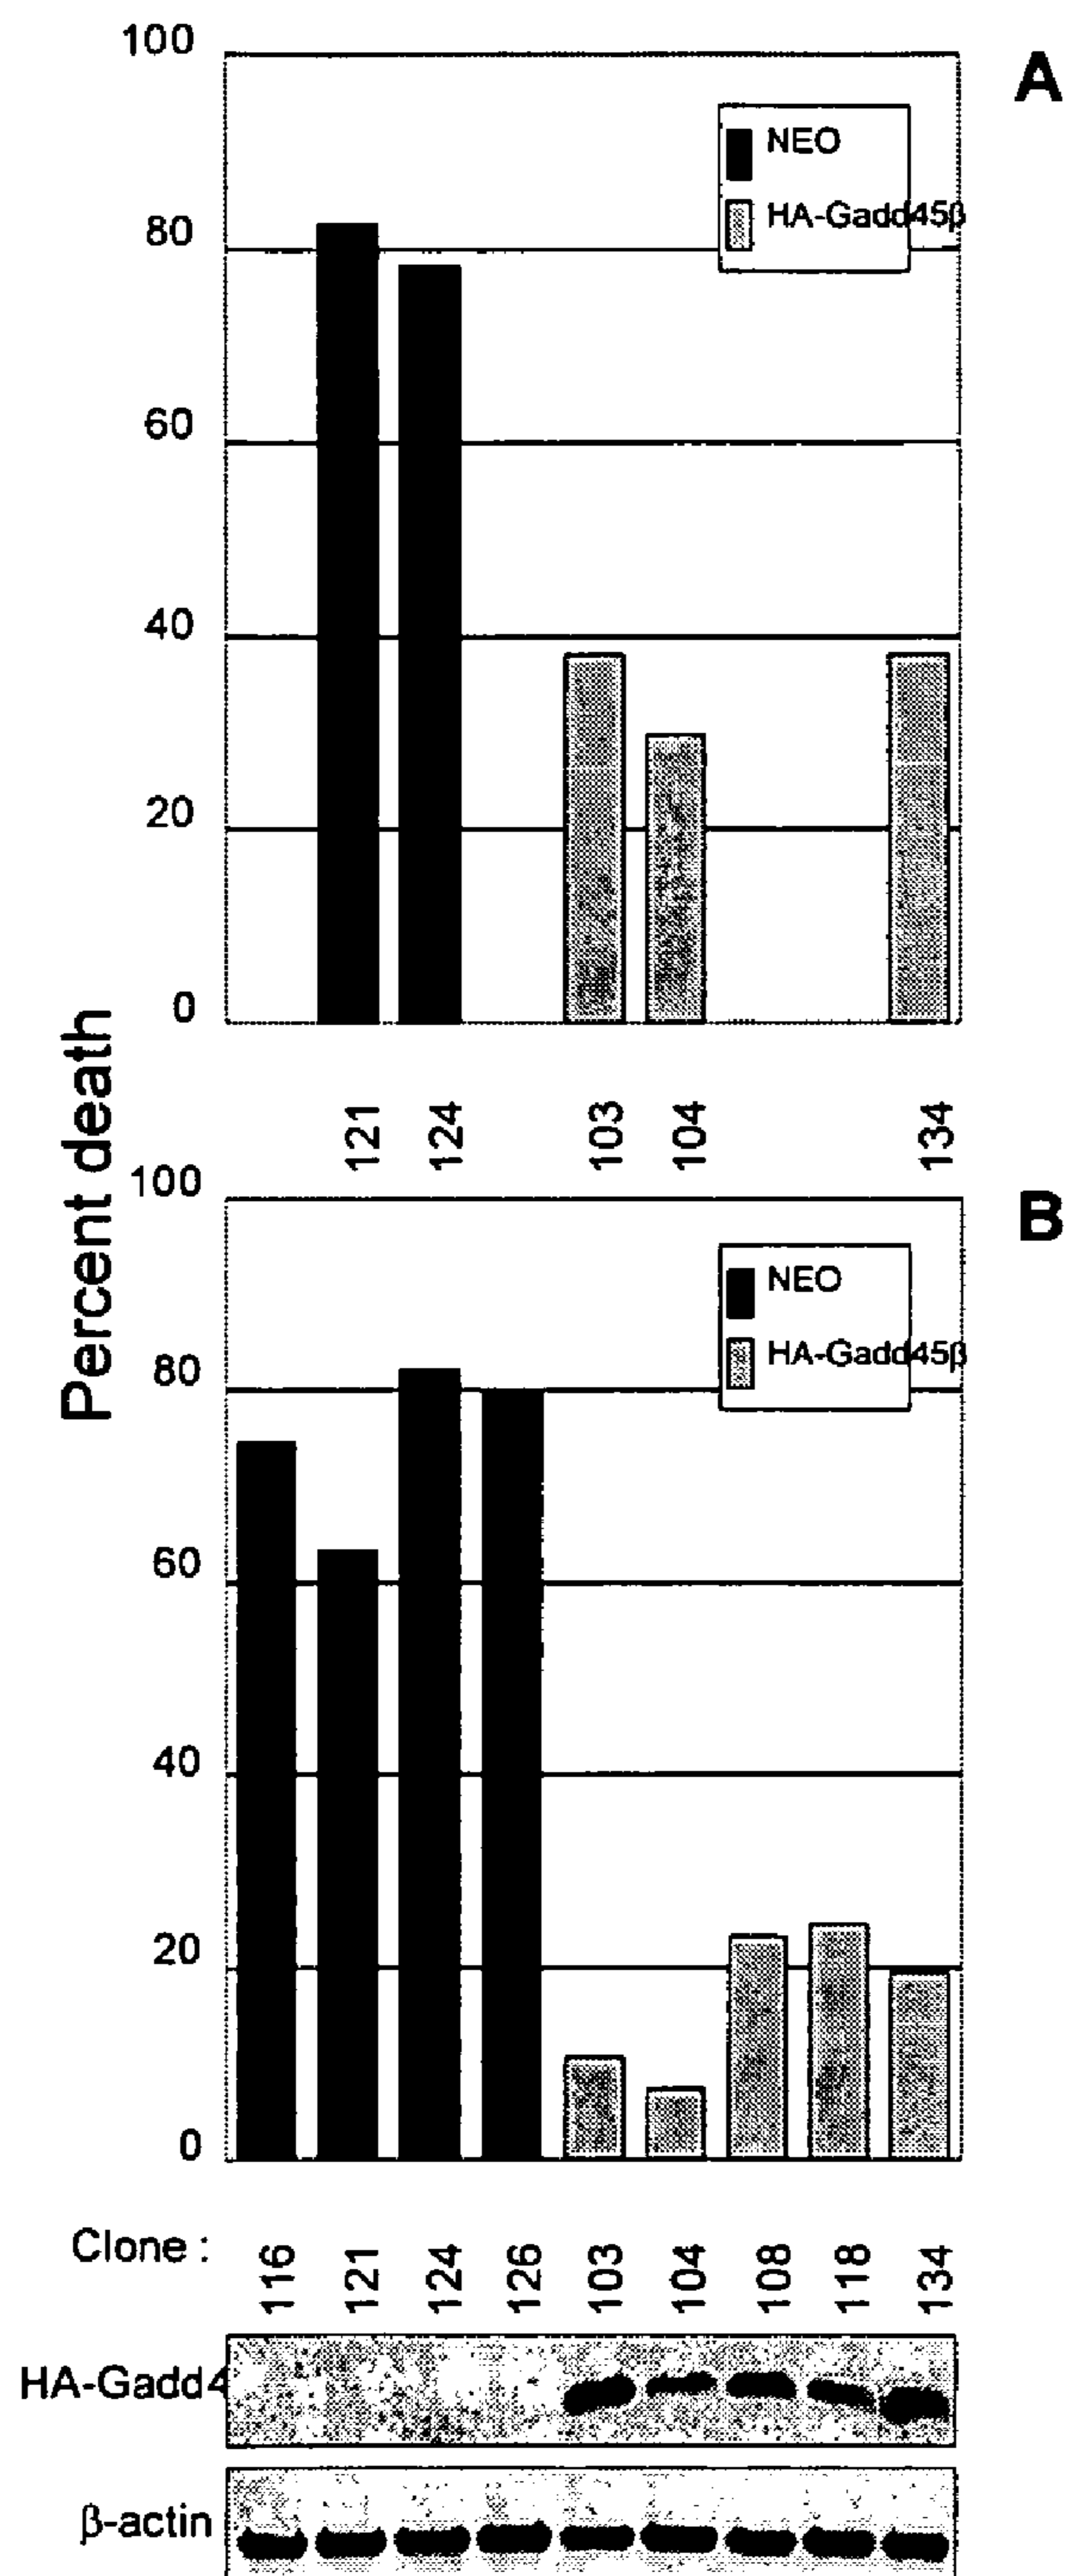 100
A
NEO
HA-Gadd45β
80
60
40
20
0
121 124 103 104 134
Percent death
100
B
NEO
HA-Gadd45β
80
60
40
20
0
Clone : 116 121 124 126 103 104 108 118 134
HA-Gadd4
β-actin